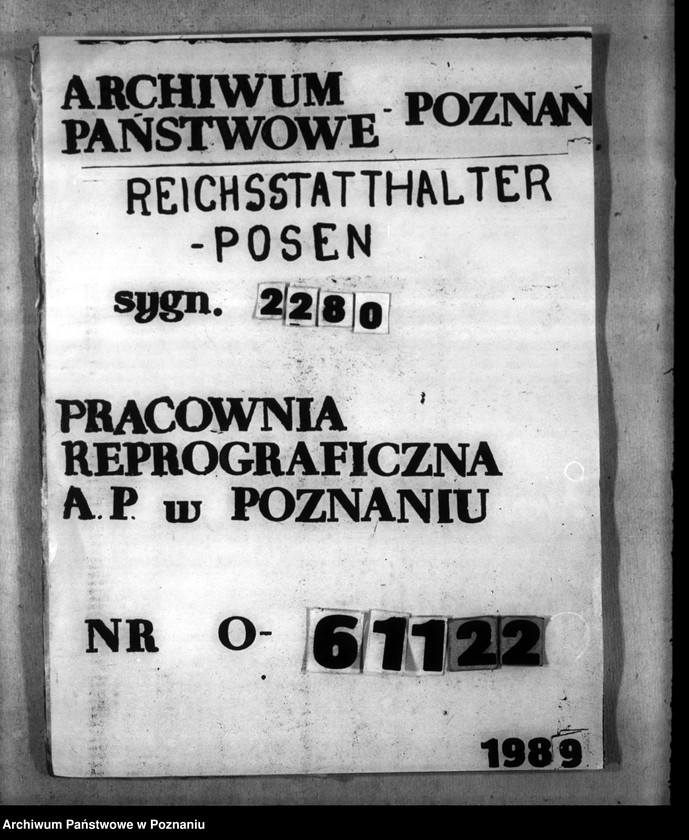 ARCHIWUM
PAŃSTWOWE - POZNAŃ
REICHSSTATTHALTER
-POSEN
sygn. 2280
PRACOWNIA
REPROGRAFICZNA
A.P. w POZNANIU
NR O- 61122
1989
Archiwum Państwowe w Poznaniu